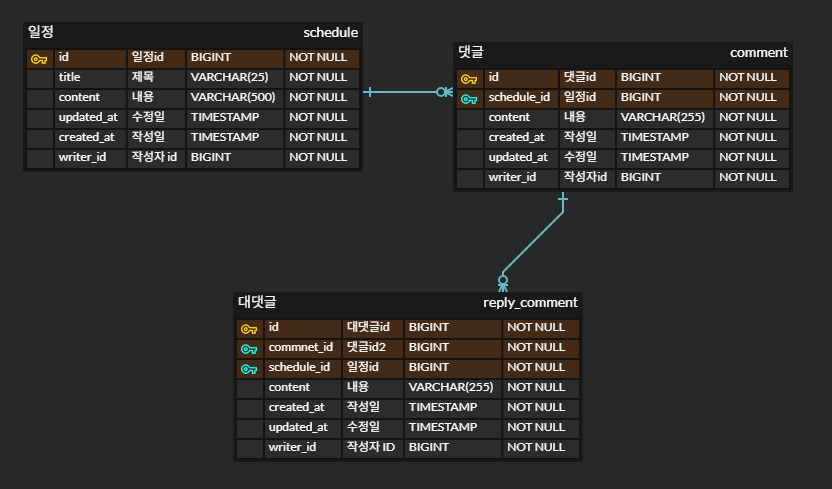 일정 schedule
id 일정id BIGINT NOT NULL
title 제목 VARCHAR(25) NOT NULL
content 내용 VARCHAR(500) NOT NULL
updated_at 수정일 TIMESTAMP NOT NULL
created_at 작성일 TIMESTAMP NOT NULL
writer_id 작성자 id BIGINT NOT NULL
댓글 comment
id 댓글id BIGINT NOT NULL
schedule_id 일정id BIGINT NOT NULL
content 내용 VARCHAR(255) NOT NULL
created_at 작성일 TIMESTAMP NOT NULL
updated_at 수정일 TIMESTAMP NOT NULL
writer_id 작성자id BIGINT NOT NULL
대댓글 reply_comment
id 대댓글id BIGINT NOT NULL
commnet_id 댓글id2 BIGINT NOT NULL
schedule_id 일정id BIGINT NOT NULL
content 내용 VARCHAR(255) NOT NULL
created_at 작성일 TIMESTAMP NOT NULL
updated_at 수정일 TIMESTAMP NOT NULL
writer_id 작성자 ID BIGINT NOT NULL